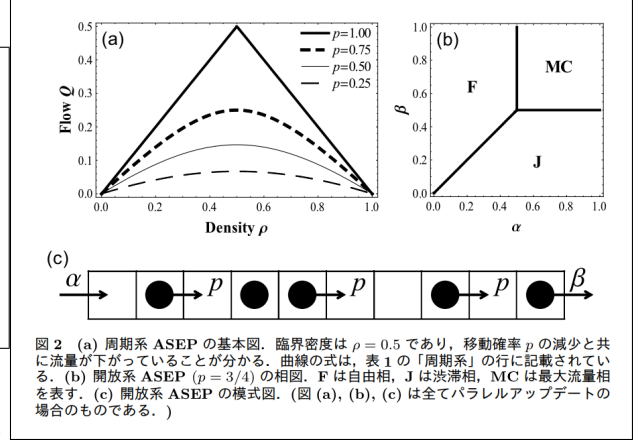 (a)
p=1.00
p=0.75
p=0.50
p=0.25
Flow Q
0.5
0.4
0.3
0.2
0.1
0.0
0.0 0.2 0.4 0.6 0.8 1.0
Density ρ
(b)
β
1.0
0.8
0.6
0.4
0.2
0.0
F
MC
J
0.0 0.2 0.4 0.6 0.8 1.0
α
(c)
α p p p β
図 2 (a) 周期系 ASEP の基本図．臨界密度は ρ = 0.5 であり，移動確率 p の減少と共
に流量が下がっていることが分かる．曲線の式は，表 1 の「周期系」の行に記載されてい
る．(b) 開放系 ASEP (p = 3/4) の相図．F は自由相，J は渋滞相，MC は最大流量相
を表す．(c) 開放系 ASEP の模式図．(図 (a), (b), (c) は全てパラレルアップデートの
場合のものである．)